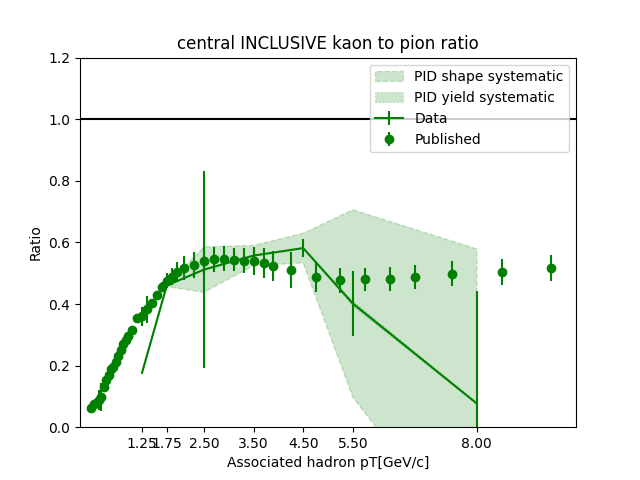 central INCLUSIVE kaon to pion ratio
PID shape systematic
PID yield systematic
Data
Published
1.2
1.0
0.8
0.6
0.4
0.2
0.0
Ratio
1.25 1.75 2.50 3.50 4.50 5.50 8.00
Associated hadron pT[GeV/c]